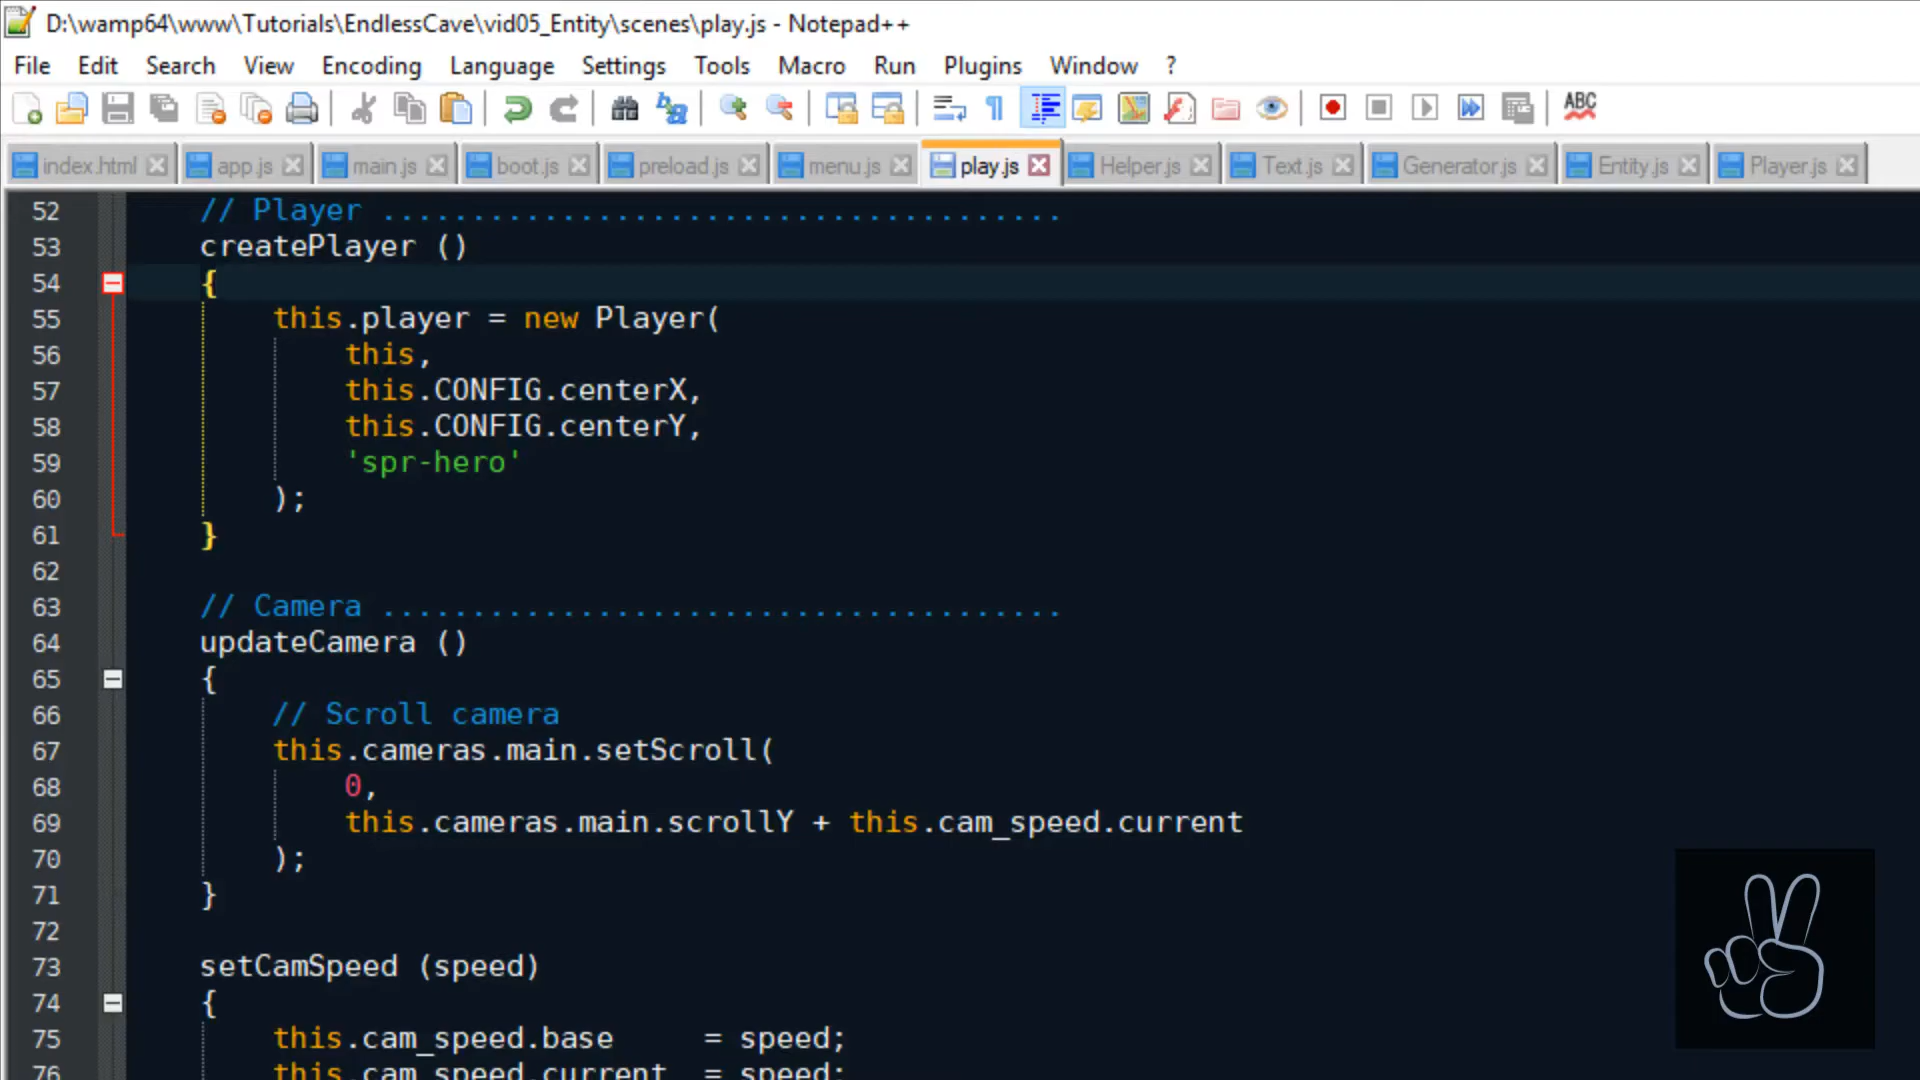 D:\wamp64\www\Tutorials\EndlessCave\vid05_Entity\scenes\play.js - Notepad++
File Edit Search View Encoding Language Settings Tools Macro Run Plugins Window ?
ABC
index.html app.js main.js boot.js preload.js menu.js play.js Helper.js Text.js Generator.js Entity.js Player.js
52 // Player ......................................
53 createPlayer ()
54 {
55 this.player = new Player(
56 this,
57 this.CONFIG.centerX,
58 this.CONFIG.centerY,
59 'spr-hero'
60 );
61 }
62
63 // Camera ......................................
64 updateCamera ()
65 {
66 // Scroll camera
67 this.cameras.main.setScroll(
68 0,
69 this.cameras.main.scrollY + this.cam_speed.current
70 );
71 }
72
73 setCamSpeed (speed)
74 {
75 this.cam_speed.base = speed;
76 this.cam_speed.current = speed;